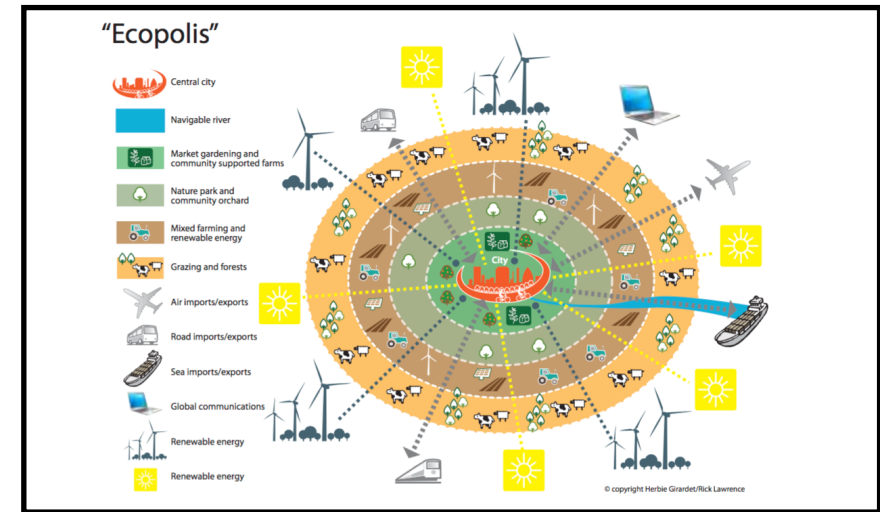 “Ecopolis”
Central city
Navigable river
Market gardening and
community supported farms
Nature park and
community orchard
Mixed farming and
renewable energy
Grazing and forests
Air imports/exports
Road imports/exports
Sea imports/exports
Global communications
Renewable energy
Renewable energy
City
© copyright Herbie Girardet/Rick Lawrence